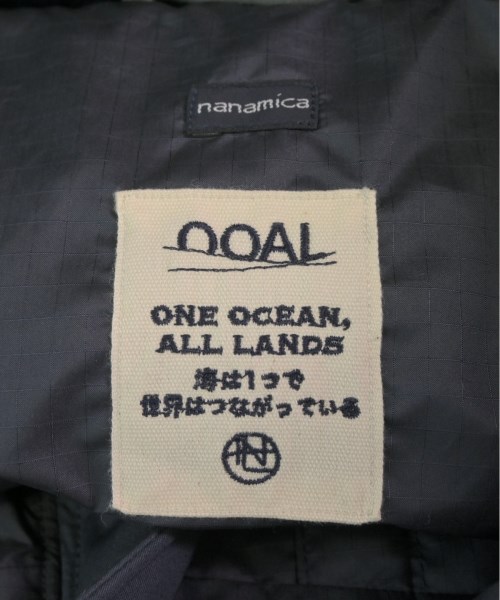 nanamica
OOAL
ONE OCEAN,
ALL LANDS
海は1つで
世界はつながっている